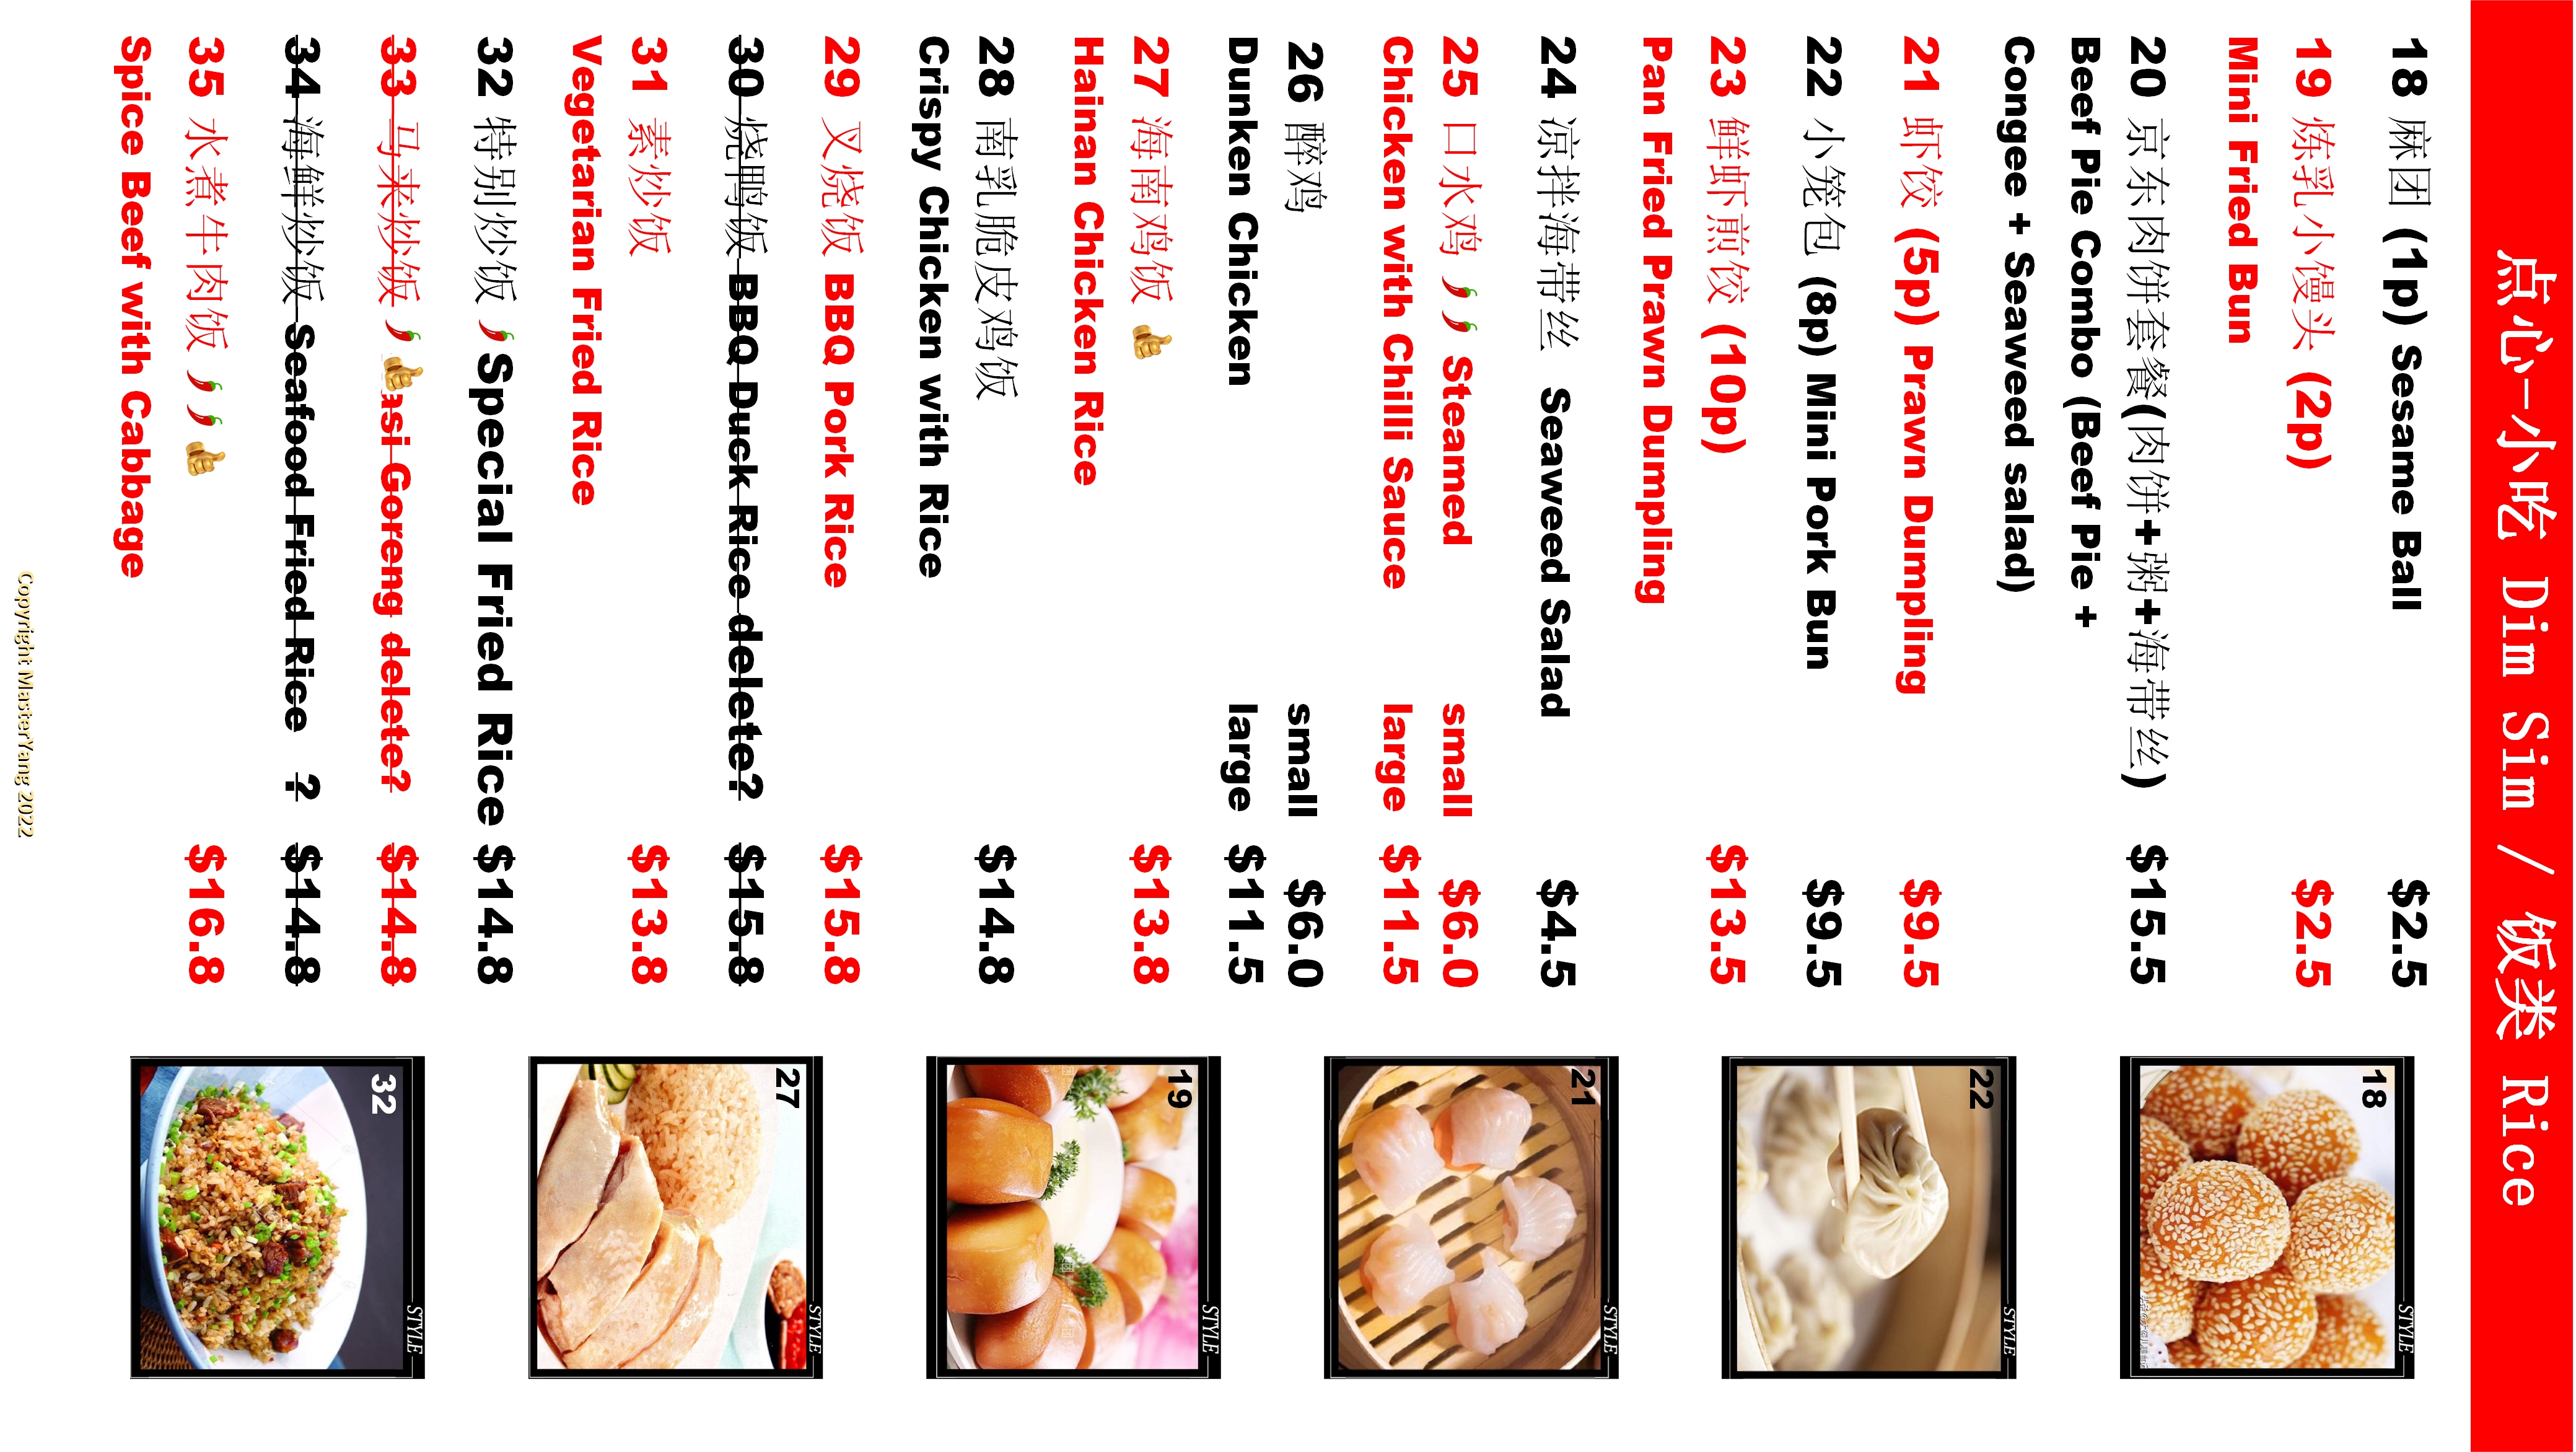 点心-小吃 Dim Sim / 饭类 Rice
18 麻团 (1p) Sesame Ball $2.5
19 炼乳小馒头 (2p) $2.5
Mini Fried Bun
20 京东肉饼套餐(肉饼+粥+海带丝) $15.5
Beef Pie Combo (Beef Pie +
Congee + Seaweed salad)
21 虾饺 (5p) Prawn Dumpling $9.5
22 小笼包 (8p) Mini Pork Bun $9.5
23 鲜虾煎饺 (10p) $13.5
Pan Fried Prawn Dumpling
24 凉拌海带丝 Seaweed Salad $4.5
25 口水鸡 🌶🌶 Steamed small $6.0
Chicken with Chilli Sauce large $11.5
26 醉鸡 small $6.0
Dunken Chicken large $11.5
27 海南鸡饭 👍 $13.8
Hainan Chicken Rice
28 南乳脆皮鸡饭 $14.8
Crispy Chicken with Rice
29 叉烧饭 BBQ Pork Rice $15.8
30 烧鸭饭 BBQ Duck Rice delete? $15.8
31 素炒饭 $13.8
Vegetarian Fried Rice
32 特别炒饭 🌶 Special Fried Rice $14.8
33 马来炒饭 🌶👍asi Goreng delete? $14.8
34 海鲜炒饭 Seafood Fried Rice ? $14.8
35 水煮牛肉饭 🌶🌶👍 $16.8
Spice Beef with Cabbage
18
STYLE
22
STYLE
21
STYLE
19
STYLE
27
STYLE
32
STYLE
Copyright MasterYang 2022